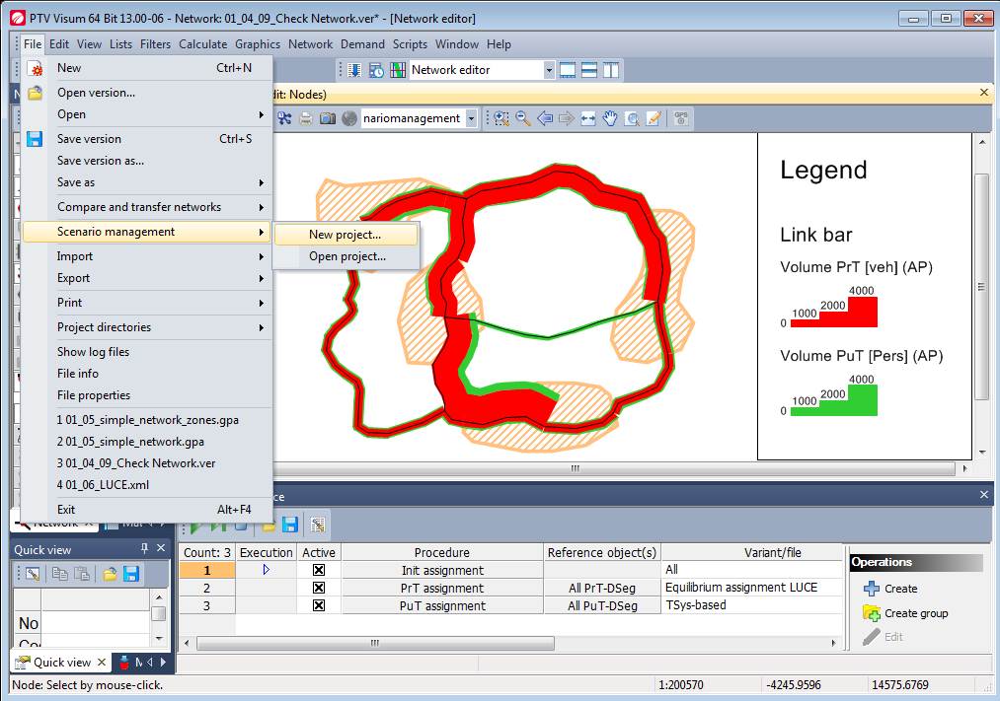 PTV Visum 64 Bit 13.00-06 - Network: 01_04_09_Check Network.ver* - [Network editor]
File Edit View Lists Filters Calculate Graphics Network Demand Scripts Window Help
Network editor
New Ctrl+N
Open version...
Open
Save version Ctrl+S
Save version as...
Save as
Compare and transfer networks
Scenario management
Import
Export
Print
Project directories
Show log files
File info
File properties
1 01_05_simple_network_zones.gpa
2 01_05_simple_network.gpa
3 01_04_09_Check Network.ver
4 01_06_LUCE.xml
Exit Alt+F4
New project...
Open project...
dit: Nodes)
nariomanagement
GPS
Legend
Link bar
Volume PrT [veh] (AP)
0 1000 2000 4000
Volume PuT [Pers] (AP)
0 1000 2000 4000
ce
Network
Quick view
No
Quick view
Count: 3 Execution Active Procedure Reference object(s) Variant/file
1 Init assignment All
2 PrT assignment All PrT-DSeg Equilibrium assignment LUCE
3 PuT assignment All PuT-DSeg TSys-based
Operations
Create
Create group
Edit
Node: Select by mouse-click.
1:200570
-4245.9596
14575.6769